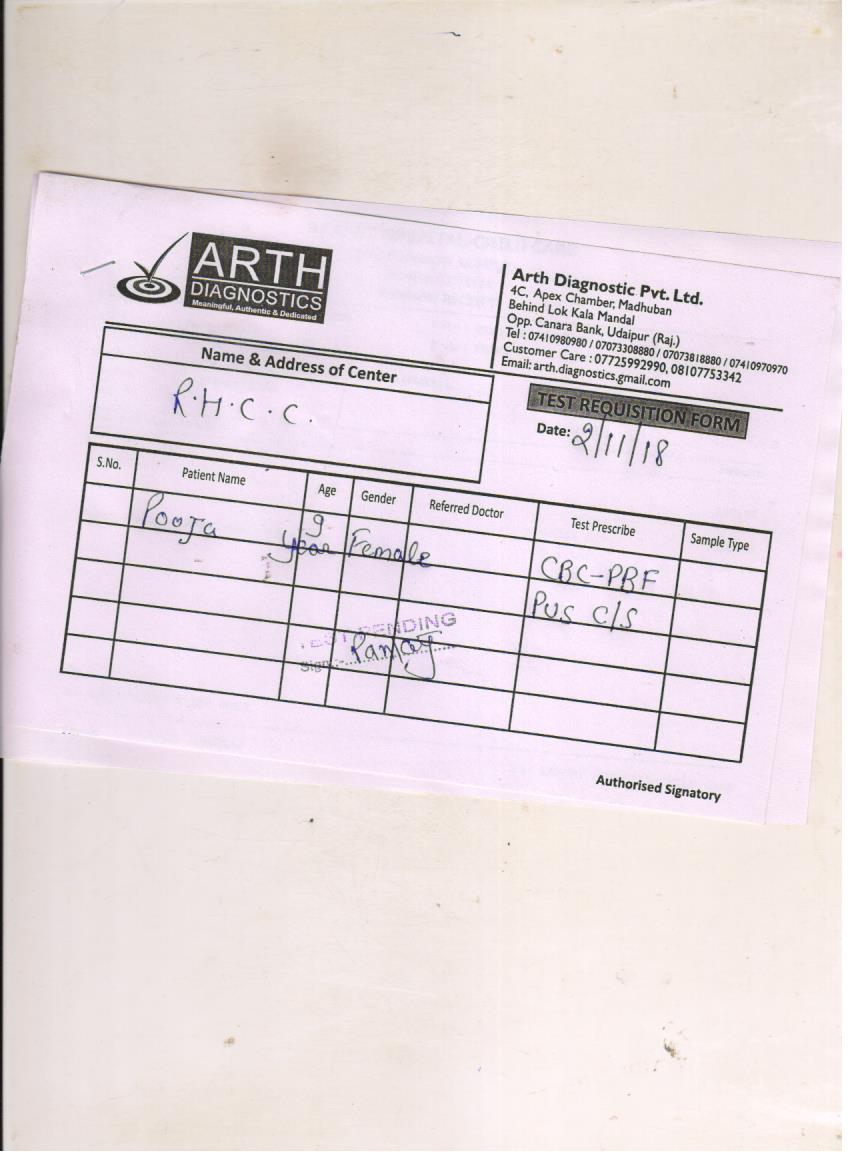 ARTH
DIAGNOSTICS
Meaningful, Authentic & Dedicated
Arth Diagnostic Pvt. Ltd.
4C, Apex Chamber, Madhuban
Behind Lok Kala Mandal
Opp. Canara Bank, Udaipur (Raj.)
Tel : 07410980980 / 07073308880 / 07073818880 / 07410970970
Customer Care : 07725992990, 08107753342
Email: arth.diagnostics.gmail.com
Name & Address of Center
R.H.C.C.
TEST REQUISITION FORM
Date: 2/11/18
S.No. Patient Name Age Gender Referred Doctor Test Prescribe Sample Type
Pooja 9 year Female CBC-PBF
PUS C/S
TEST PENDING
Sign:-
Authorised Signatory